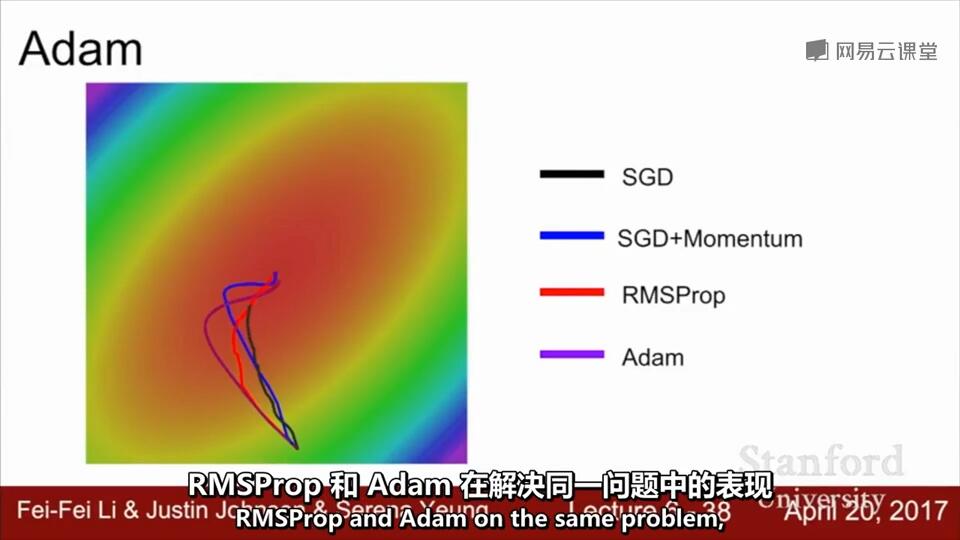 Adam
网易云课堂
SGD
SGD+Momentum
RMSProp
Adam
Stanford
University
RMSProp 和 Adam 在解决同一问题中的表现
Fei-Fei Li & Justin Johnson & Serena Yeung
Lecture - 38
April 20, 2017
RMSProp and Adam on the same problem,